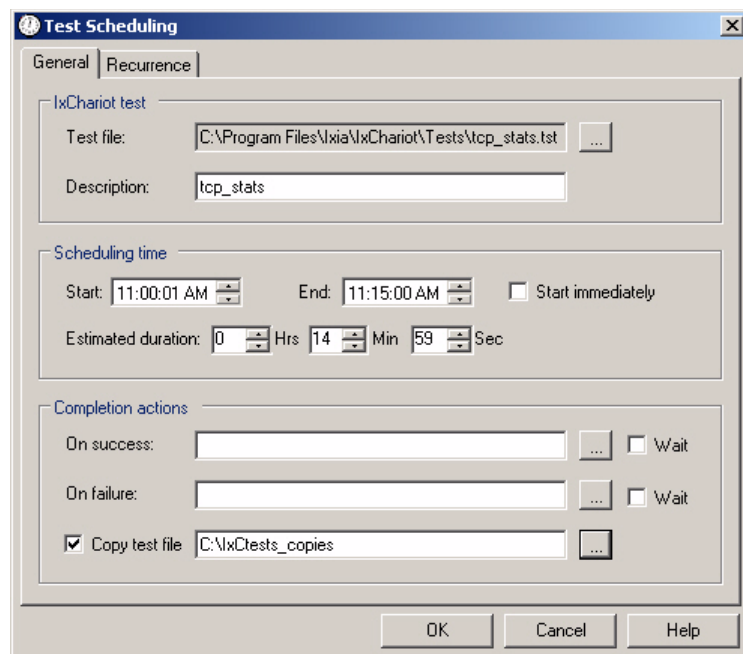 Test Scheduling
General Recurrence
IxChariot test
Test file: C:\Program Files\Ixia\IxChariot\Tests\tcp_stats.tst ...
Description: tcp_stats
Scheduling time
Start: 11:00:01 AM End: 11:15:00 AM Start immediately
Estimated duration: 0 Hrs 14 Min 59 Sec
Completion actions
On success: ... Wait
On failure: ... Wait
Copy test file C:\IxCtests_copies ...
OK Cancel Help